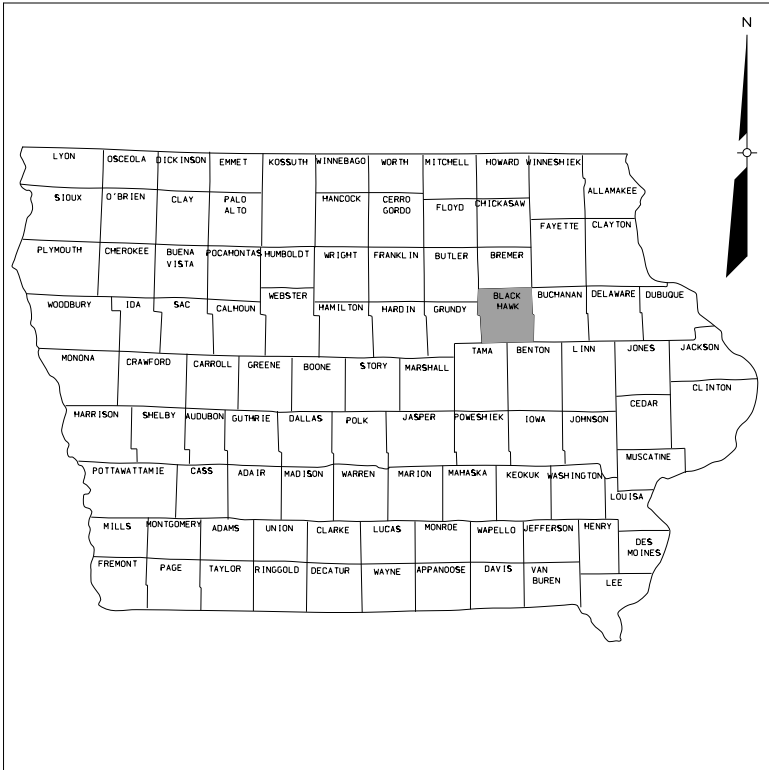 N
LYON
OSCEOLA
DICKINSON
EMMET
KOSSUTH
WINNEBAGO
WORTH
MITCHELL
HOWARD
WINNESHIEK
ALLAMAKEE
SIOUX
O'BRIEN
CLAY
PALO
ALTO
HANCOCK
CERRO
GORDO
FLOYD
CHICKASAW
FAYETTE
CLAYTON
PLYMOUTH
CHEROKEE
BUENA
VISTA
POCAHONTAS
HUMBOLDT
WRIGHT
FRANKLIN
BUTLER
BREMER
WOODBURY
IDA
SAC
CALHOUN
WEBSTER
HAMILTON
HARDIN
GRUNDY
BLACK
HAWK
BUCHANAN
DELAWARE
DUBUQUE
MONONA
CRAWFORD
CARROLL
GREENE
BOONE
STORY
MARSHALL
TAMA
BENTON
LINN
JONES
JACKSON
CLINTON
CEDAR
HARRISON
SHELBY
AUDUBON
GUTHRIE
DALLAS
POLK
JASPER
POWESHIEK
IOWA
JOHNSON
MUSCATINE
POTTAWATTAMIE
CASS
ADAIR
MADISON
WARREN
MARION
MAHASKA
KEOKUK
WASHINGTON
LOUISA
MILLS
MONTGOMERY
ADAMS
UNION
CLARKE
LUCAS
MONROE
WAPELLO
JEFFERSON
HENRY
DES
MOINES
FREMONT
PAGE
TAYLOR
RINGGOLD
DECATUR
WAYNE
APPANOOSE
DAVIS
VAN
BUREN
LEE